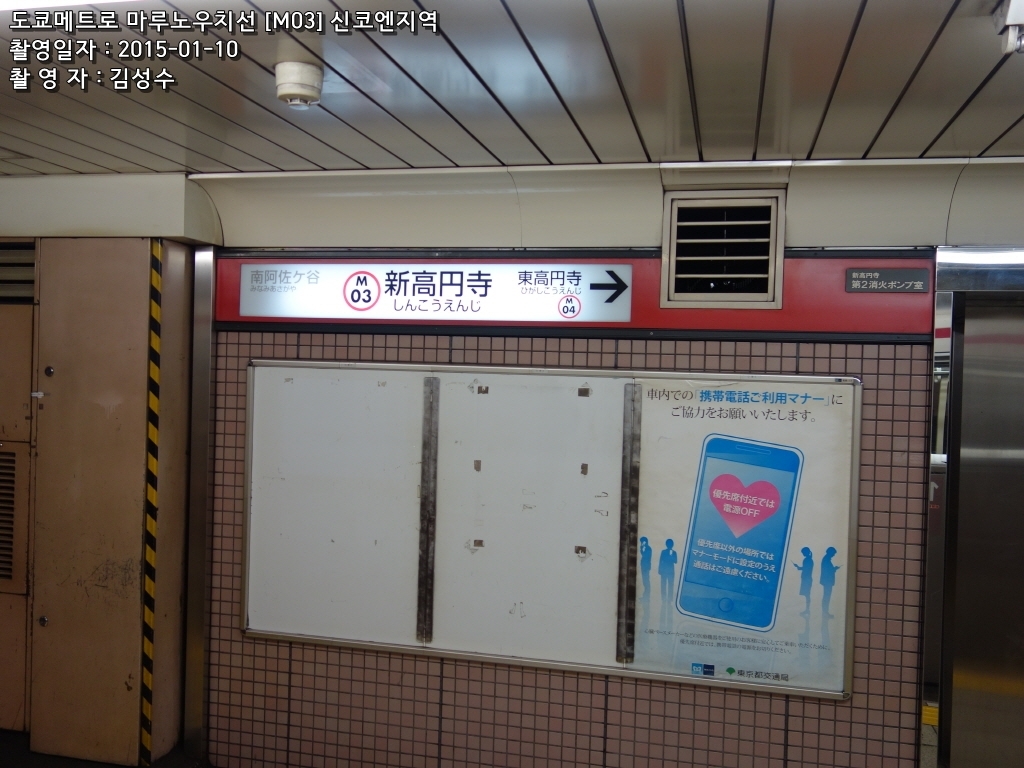 도쿄메트로 마루노우치선 [M03] 신코엔지역
촬영일자 : 2015-01-10
촬 영 자 : 김성수
南阿佐ケ谷
みなみあさがや
M
03
新高円寺
しんこうえんじ
東高円寺
ひがしこうえんじ
M
04
新高円寺
第2消火ポンプ室
車内での「携帯電話ご利用マナー」に
ご協力をお願いいたします。
優先席付近では
電源OFF
優先席以外の場所では
マナーモードに設定のうえ
通話はご遠慮ください。
東京都交通局